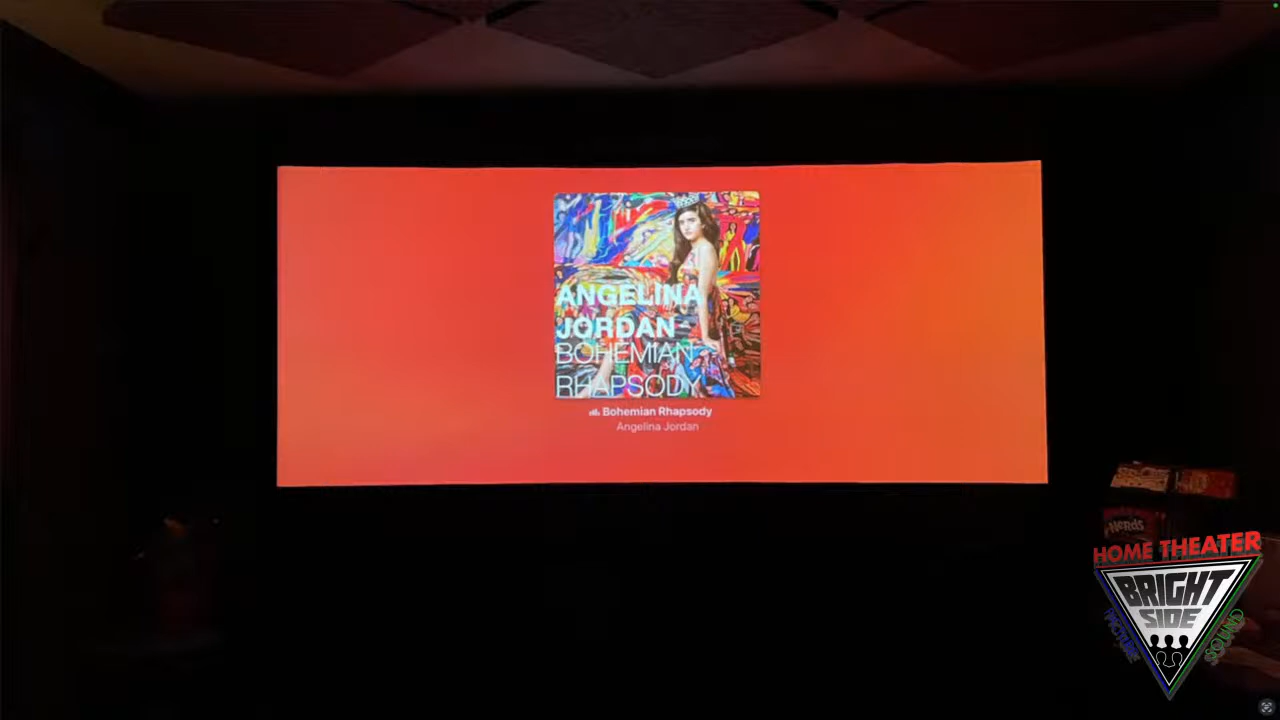 ANGELINA
JORDAN
BOHEMIAN
RHAPSODY
Bohemian Rhapsody
Angelina Jordan
Nerds
HOME THEATER
BRIGHT
SIDE
PICTURE
SOUND